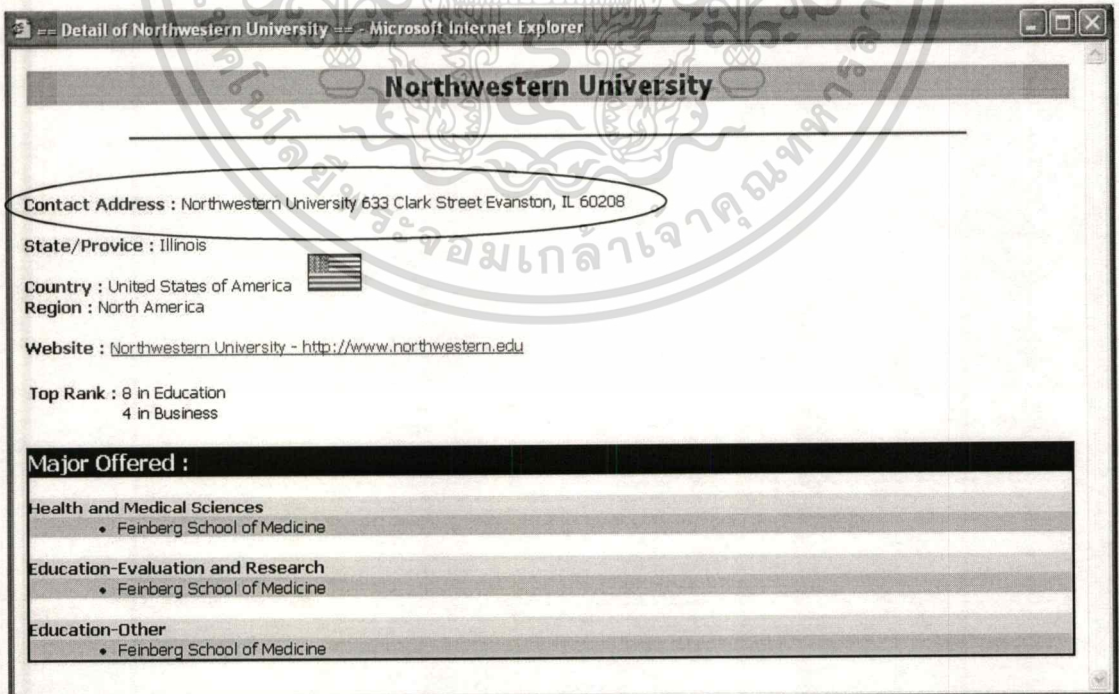 == Detail of Northwestern University == - Microsoft Internet Explorer
Northwestern University
Contact Address : Northwestern University 633 Clark Street Evanston, IL 60208
State/Provice : Illinois
Country : United States of America
Region : North America
Website : Northwestern University - http://www.northwestern.edu
Top Rank : 8 in Education
4 in Business
Major Offered :
Health and Medical Sciences
• Feinberg School of Medicine
Education-Evaluation and Research
• Feinberg School of Medicine
Education-Other
• Feinberg School of Medicine